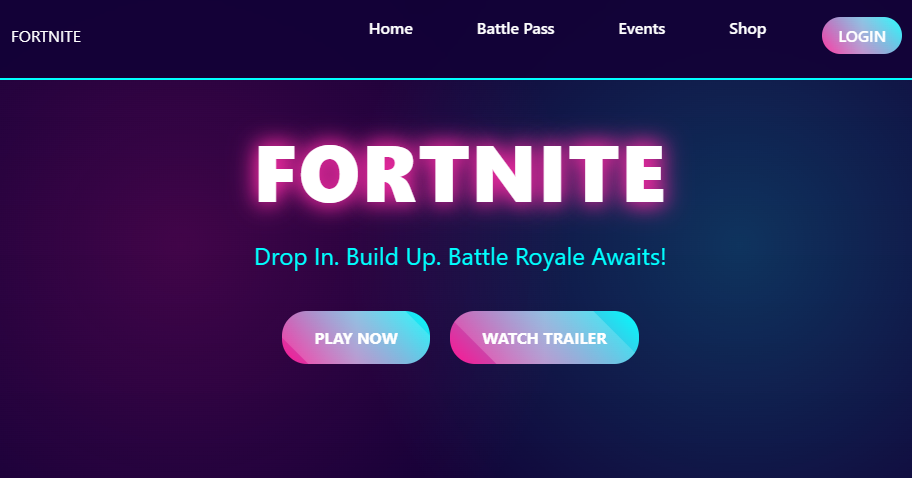 FORTNITE Home Battle Pass Events Shop LOGIN
FORTNITE
Drop In. Build Up. Battle Royale Awaits!
PLAY NOW WATCH TRAILER